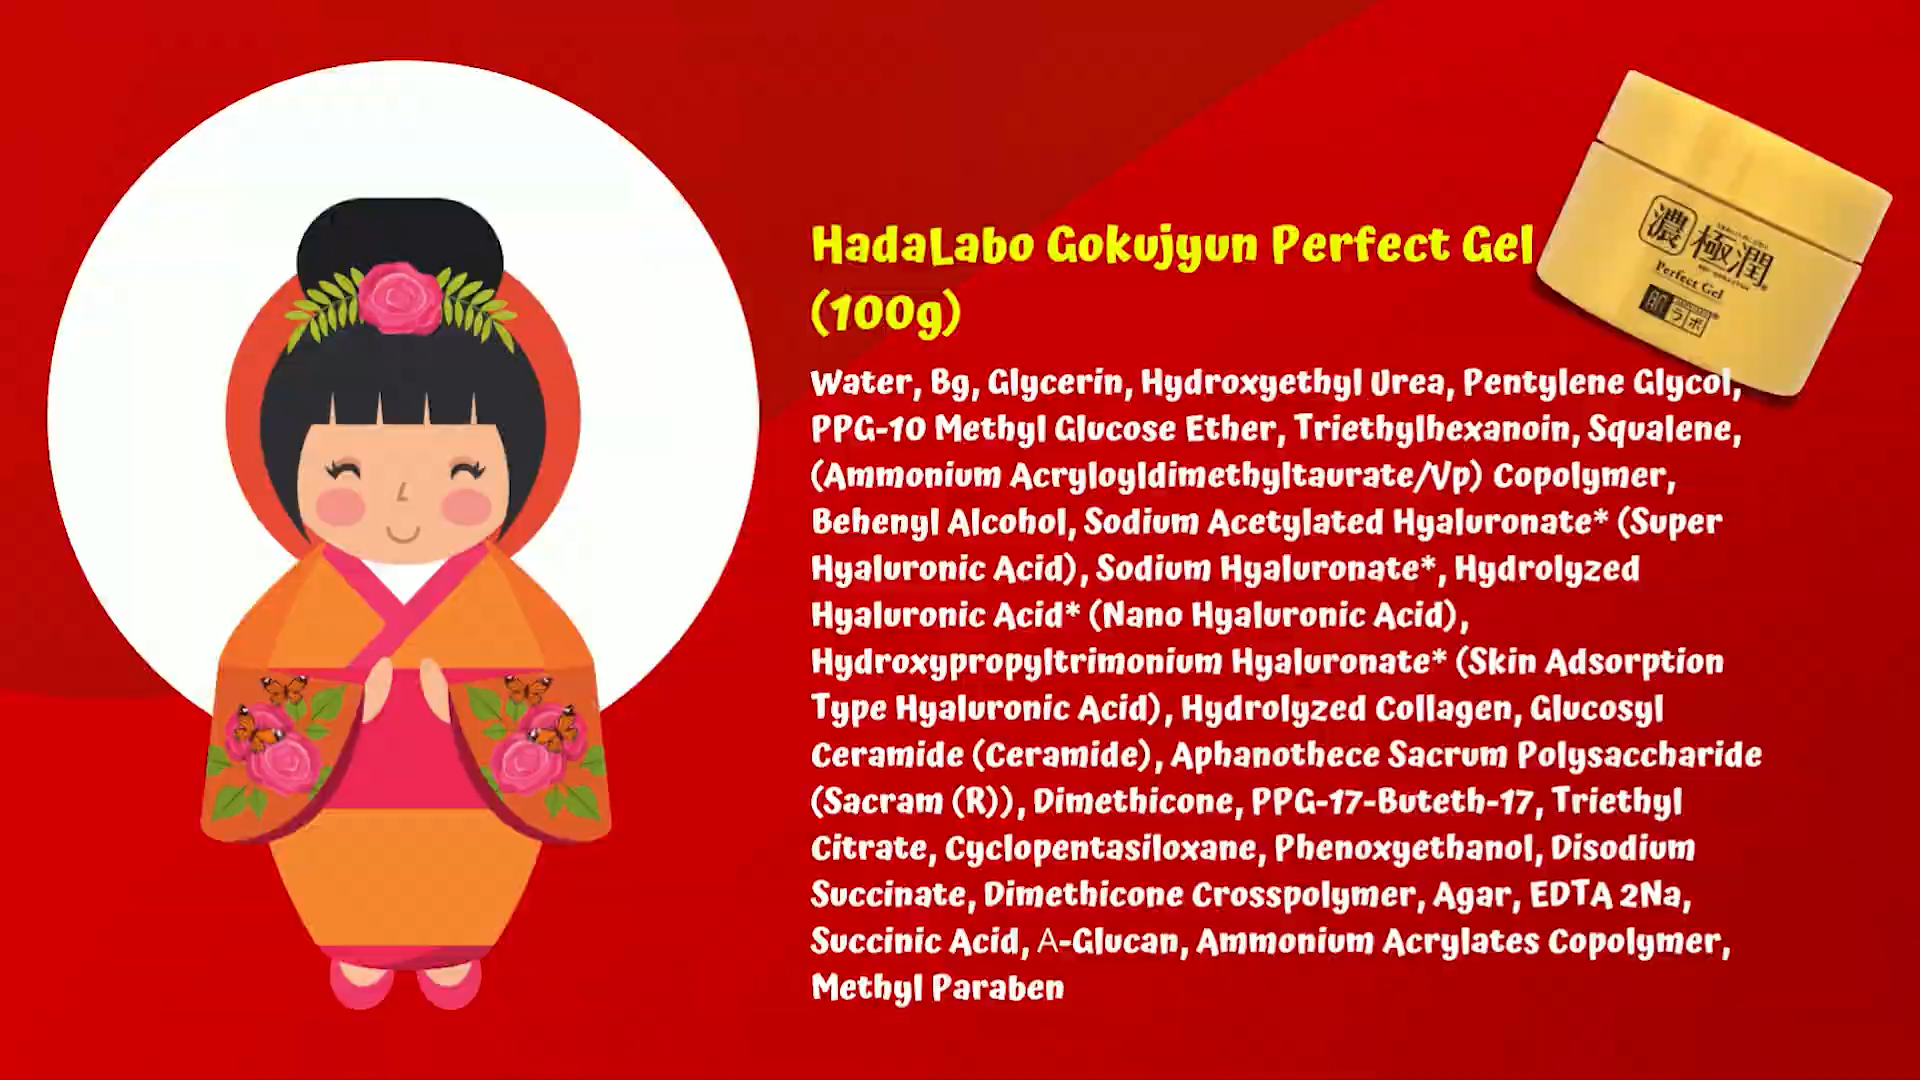 HadaLabo Gokujyun Perfect Gel
(100g)
Water, Bg, Glycerin, Hydroxyethyl Urea, Pentylene Glycol,
PPG-10 Methyl Glucose Ether, Triethylhexanoin, Squalene,
(Ammonium Acryloyldimethyltaurate/Vp) Copolymer,
Behenyl Alcohol, Sodium Acetylated Hyaluronate* (Super
Hyaluronic Acid), Sodium Hyaluronate*, Hydrolyzed
Hyaluronic Acid* (Nano Hyaluronic Acid),
Hydroxypropyltrimonium Hyaluronate* (Skin Adsorption
Type Hyaluronic Acid), Hydrolyzed Collagen, Glucosyl
Ceramide (Ceramide), Aphanothece Sacrum Polysaccharide
(Sacram (R)), Dimethicone, PPG-17-Buteth-17, Triethyl
Citrate, Cyclopentasiloxane, Phenoxyethanol, Disodium
Succinate, Dimethicone Crosspolymer, Agar, EDTA 2Na,
Succinic Acid, Α-Glucan, Ammonium Acrylates Copolymer,
Methyl Paraben
濃 極潤®
Perfect Gel
肌ラボ®